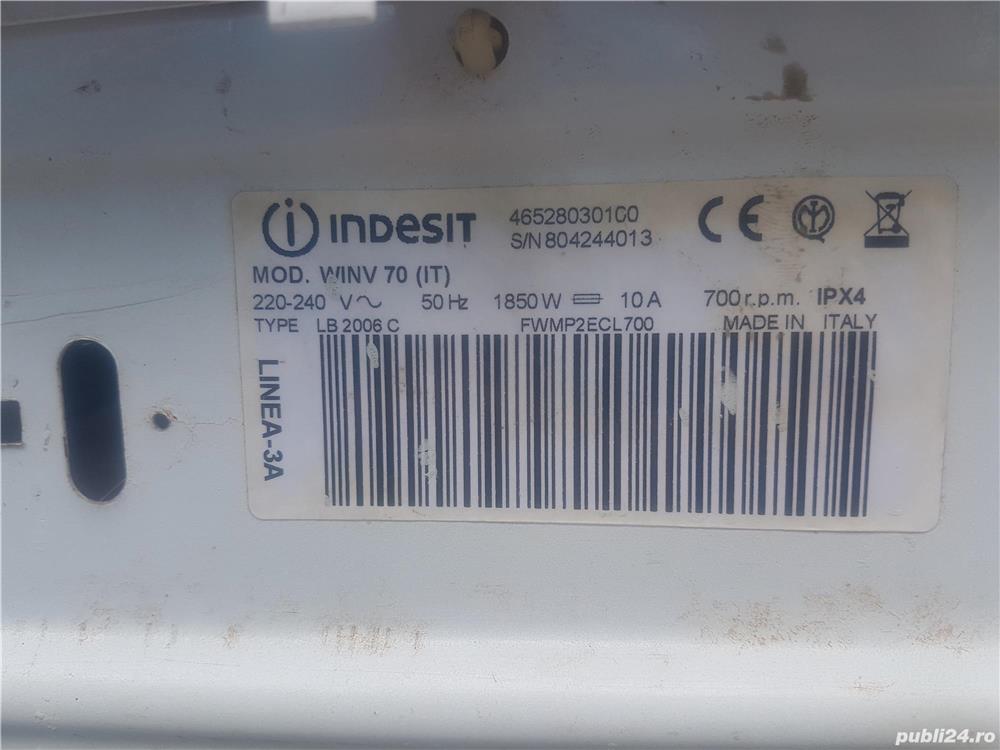 INDESIT
46528030100
S/N 804244013
MOD. WINV 70 (IT)
220-240 V~ 50 Hz 1850 W 10 A 700 r.p.m. IPX4
TYPE LB 2006 C FWMP2ECL700 MADE IN ITALY
LINEA-3A
publi24.ro